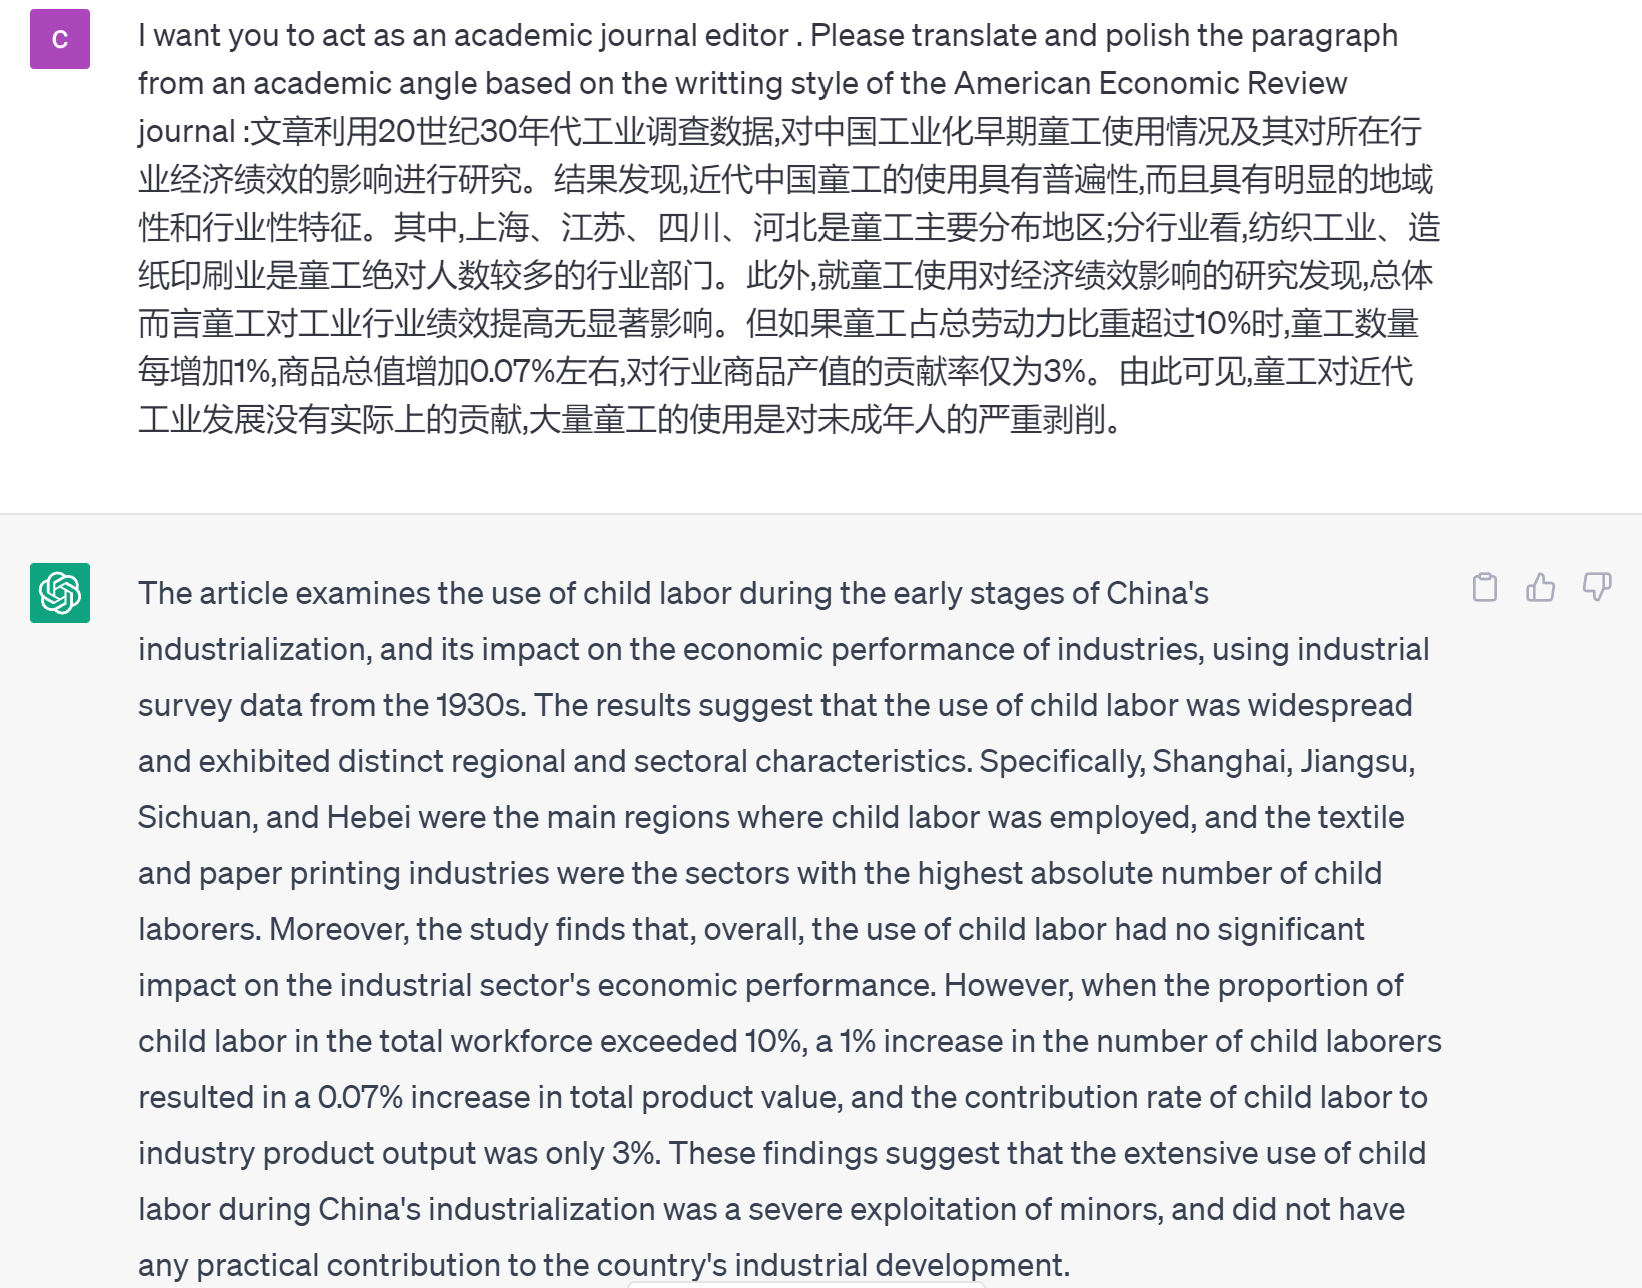 C
I want you to act as an academic journal editor . Please translate and polish the paragraph
from an academic angle based on the writting style of the American Economic Review
journal :文章利用20世纪30年代工业调查数据,对中国工业化早期童工使用情况及其对所在行
业经济绩效的影响进行研究。结果发现,近代中国童工的使用具有普遍性,而且具有明显的地域
性和行业性特征。其中,上海、江苏、四川、河北是童工主要分布地区;分行业看,纺织工业、造
纸印刷业是童工绝对人数较多的行业部门。此外,就童工使用对经济绩效影响的研究发现,总体
而言童工对工业行业绩效提高无显著影响。但如果童工占总劳动力比重超过10%时,童工数量
每增加1%,商品总值增加0.07%左右,对行业商品产值的贡献率仅为3%。由此可见,童工对近代
工业发展没有实际上的贡献,大量童工的使用是对未成年人的严重剥削。
The article examines the use of child labor during the early stages of China's
industrialization, and its impact on the economic performance of industries, using industrial
survey data from the 1930s. The results suggest that the use of child labor was widespread
and exhibited distinct regional and sectoral characteristics. Specifically, Shanghai, Jiangsu,
Sichuan, and Hebei were the main regions where child labor was employed, and the textile
and paper printing industries were the sectors with the highest absolute number of child
laborers. Moreover, the study finds that, overall, the use of child labor had no significant
impact on the industrial sector's economic performance. However, when the proportion of
child labor in the total workforce exceeded 10%, a 1% increase in the number of child laborers
resulted in a 0.07% increase in total product value, and the contribution rate of child labor to
industry product output was only 3%. These findings suggest that the extensive use of child
labor during China's industrialization was a severe exploitation of minors, and did not have
any practical contribution to the country's industrial development.